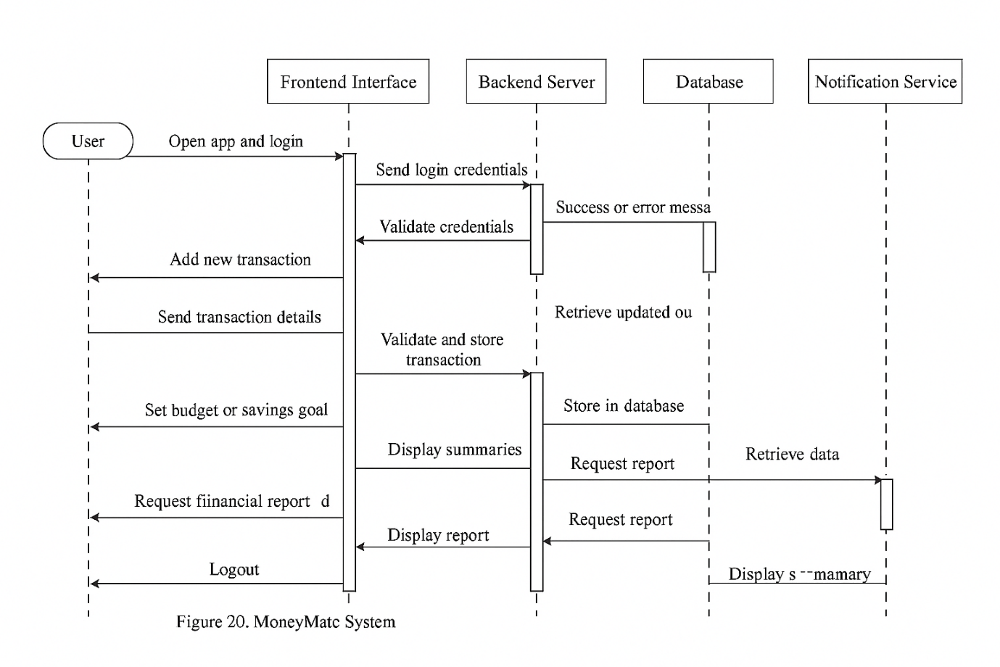 Frontend Interface
Backend Server
Database
Notification Service
User
Open app and login
Send login credentials
Success or error messa
Validate credentials
Add new transaction
Send transaction details
Retrieve updated ou
Validate and store
transaction
Set budget or savings goal
Store in database
Display summaries
Request report
Retrieve data
Request fiinancial report d
Request report
Display report
Logout
Display s --mamary
Figure 20. MoneyMatc System